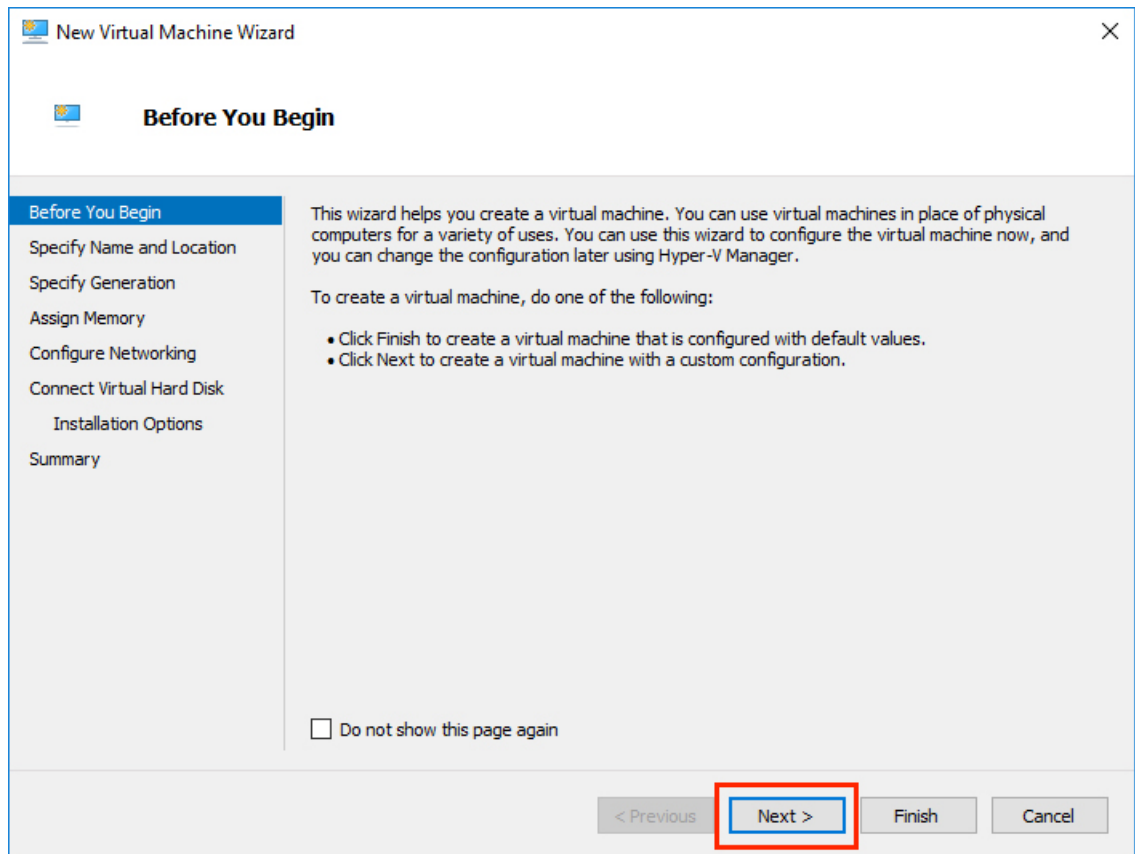 New Virtual Machine Wizard
Before You Begin
Before You Begin
Specify Name and Location
Specify Generation
Assign Memory
Configure Networking
Connect Virtual Hard Disk
Installation Options
Summary
This wizard helps you create a virtual machine. You can use virtual machines in place of physical
computers for a variety of uses. You can use this wizard to configure the virtual machine now, and
you can change the configuration later using Hyper-V Manager.
To create a virtual machine, do one of the following:
• Click Finish to create a virtual machine that is configured with default values.
• Click Next to create a virtual machine with a custom configuration.
Do not show this page again
< Previous
Next >
Finish
Cancel